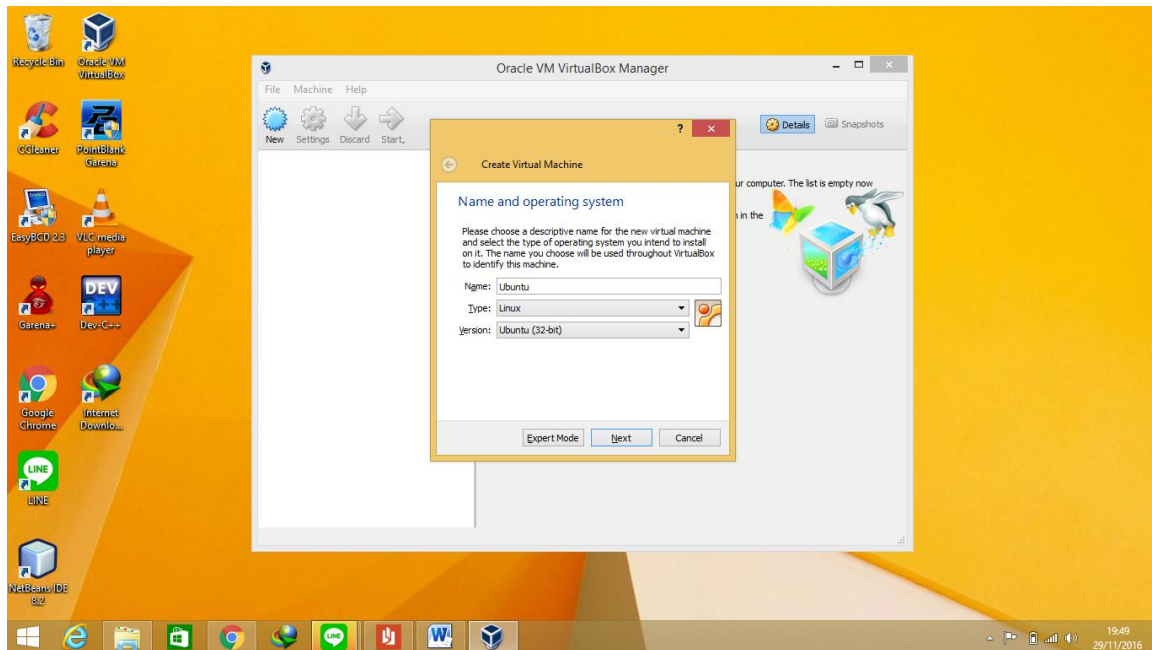 Recycle Bin
Oracle VM
VirtualBox
CCleaner
PointBlank
Garena
EasyBCD 2.3
VLC media
player
Garena+
Dev-C++
DEV
Google
Chrome
Internet
Downlo...
LINE
LINE
NetBeans IDE
8.2
Oracle VM VirtualBox Manager
File Machine Help
New Settings Discard Start
Details Snapshots
ur computer. The list is empty now
n in the
? ×
Create Virtual Machine
Name and operating system
Please choose a descriptive name for the new virtual machine
and select the type of operating system you intend to install
on it. The name you choose will be used throughout VirtualBox
to identify this machine.
Name: Ubuntu
Type: Linux
Version: Ubuntu (32-bit)
Expert Mode Next Cancel
LINE
19:49
29/11/2016